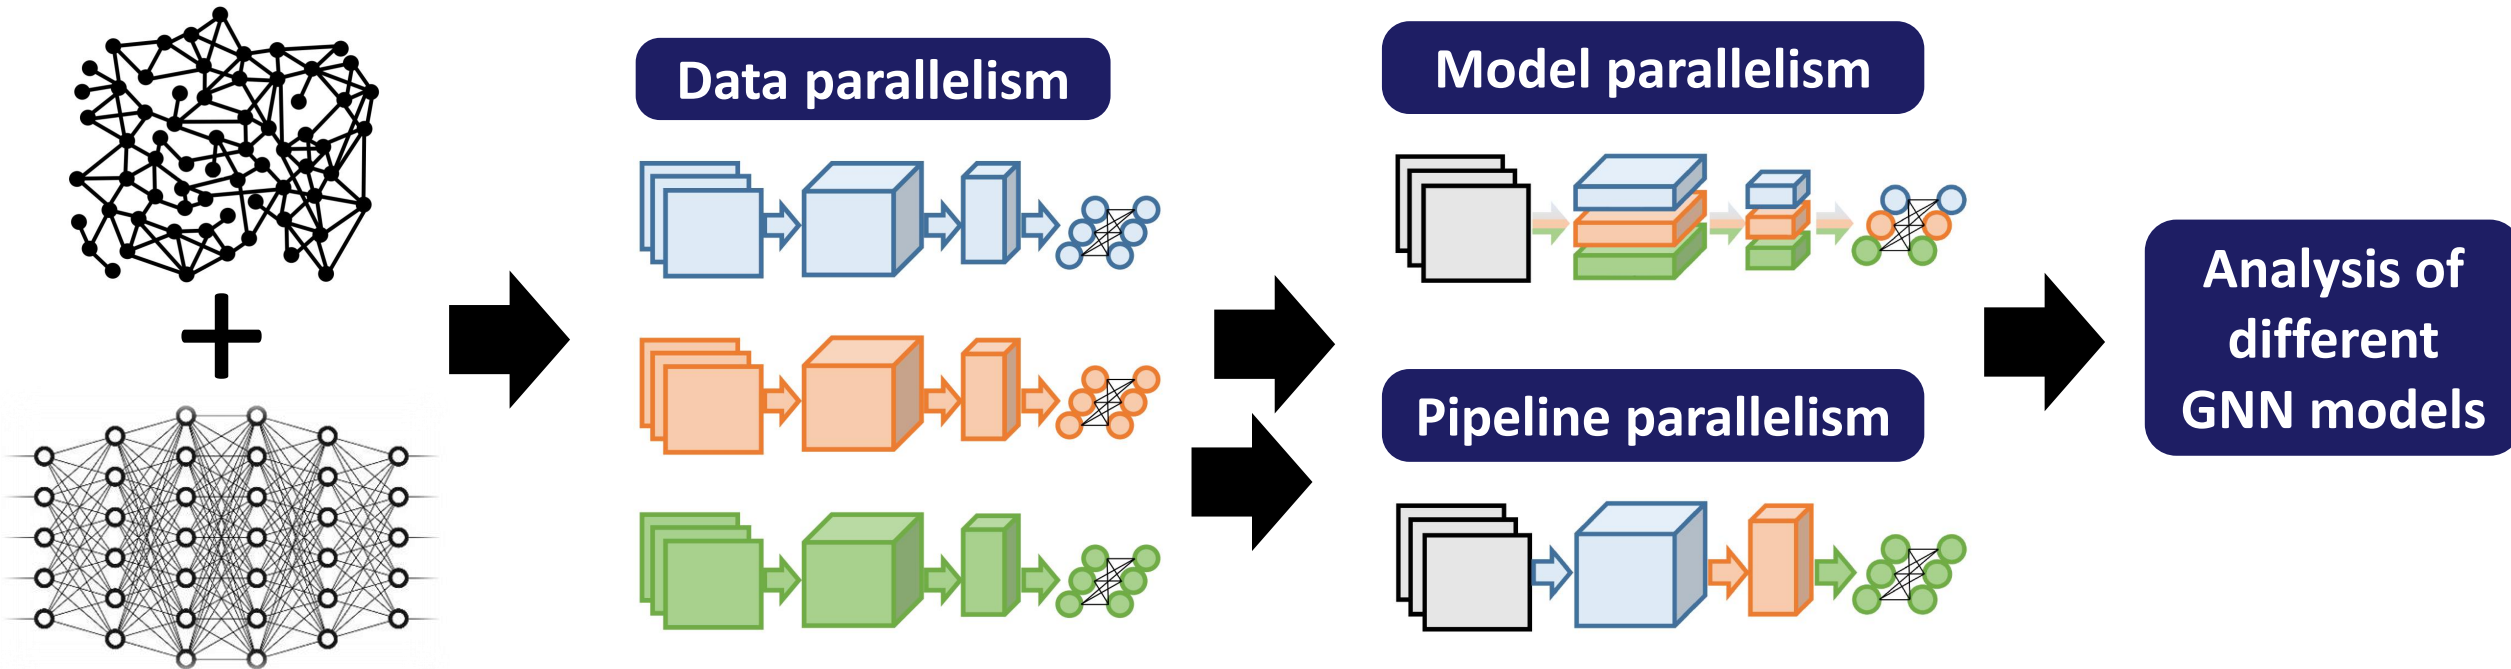 Data parallelism
Model parallelism
Pipeline parallelism
Analysis of
different
GNN models